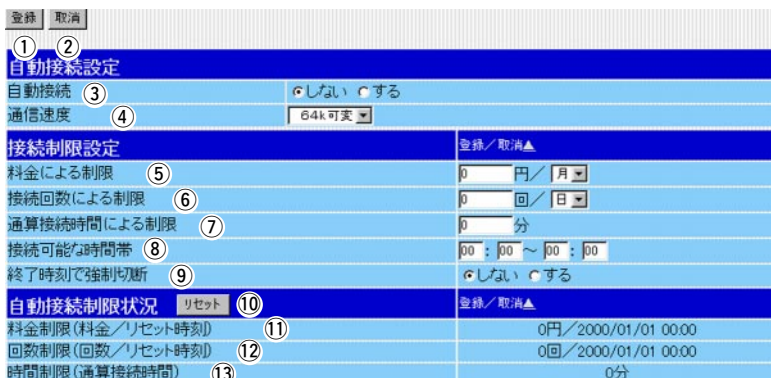 登録 取消
① ②
自動接続設定
自動接続 ③ しない する
通信速度 ④ 64k可変
接続制限設定 登録／取消▲
料金による制限 ⑤ 0 円／ 月
接続回数による制限 ⑥ 0 回／ 日
通算接続時間による制限 ⑦ 0 分
接続可能な時間帯 ⑧ 00 : 00 ～ 00 : 00
終了時刻で強制切断 ⑨ しない する
自動接続制限状況 リセット ⑩ 登録／取消▲
料金制限(料金／リセット時刻) ⑪ 0円／2000/01/01 00:00
回数制限(回数／リセット時刻) ⑫ 0回／2000/01/01 00:00
時間制限(通算接続時間) ⑬ 0分